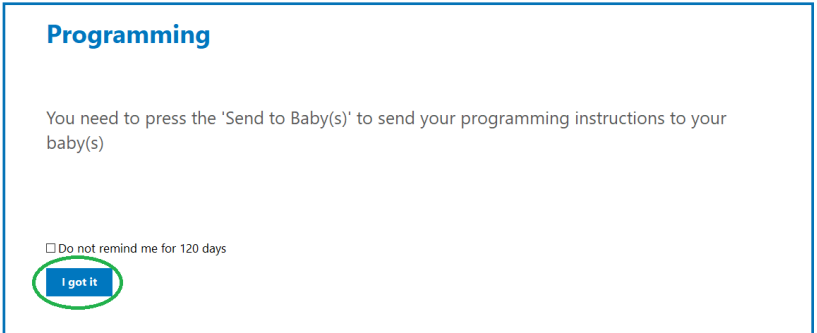 Programming
You need to press the 'Send to Baby(s)' to send your programming instructions to your
baby(s)
Do not remind me for 120 days
I got it